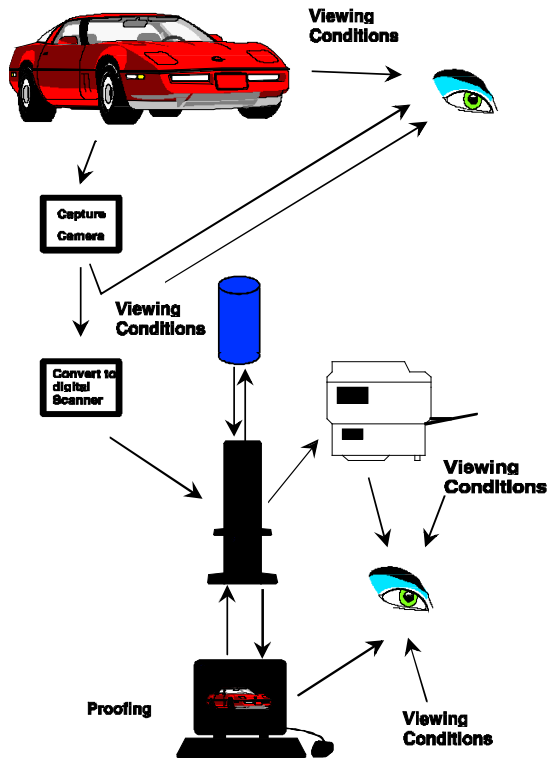 Viewing
Conditions
Capture
Camera
Viewing
Conditions
Convert to
digital
Scanner
Viewing
Conditions
Proofing
Viewing
Conditions